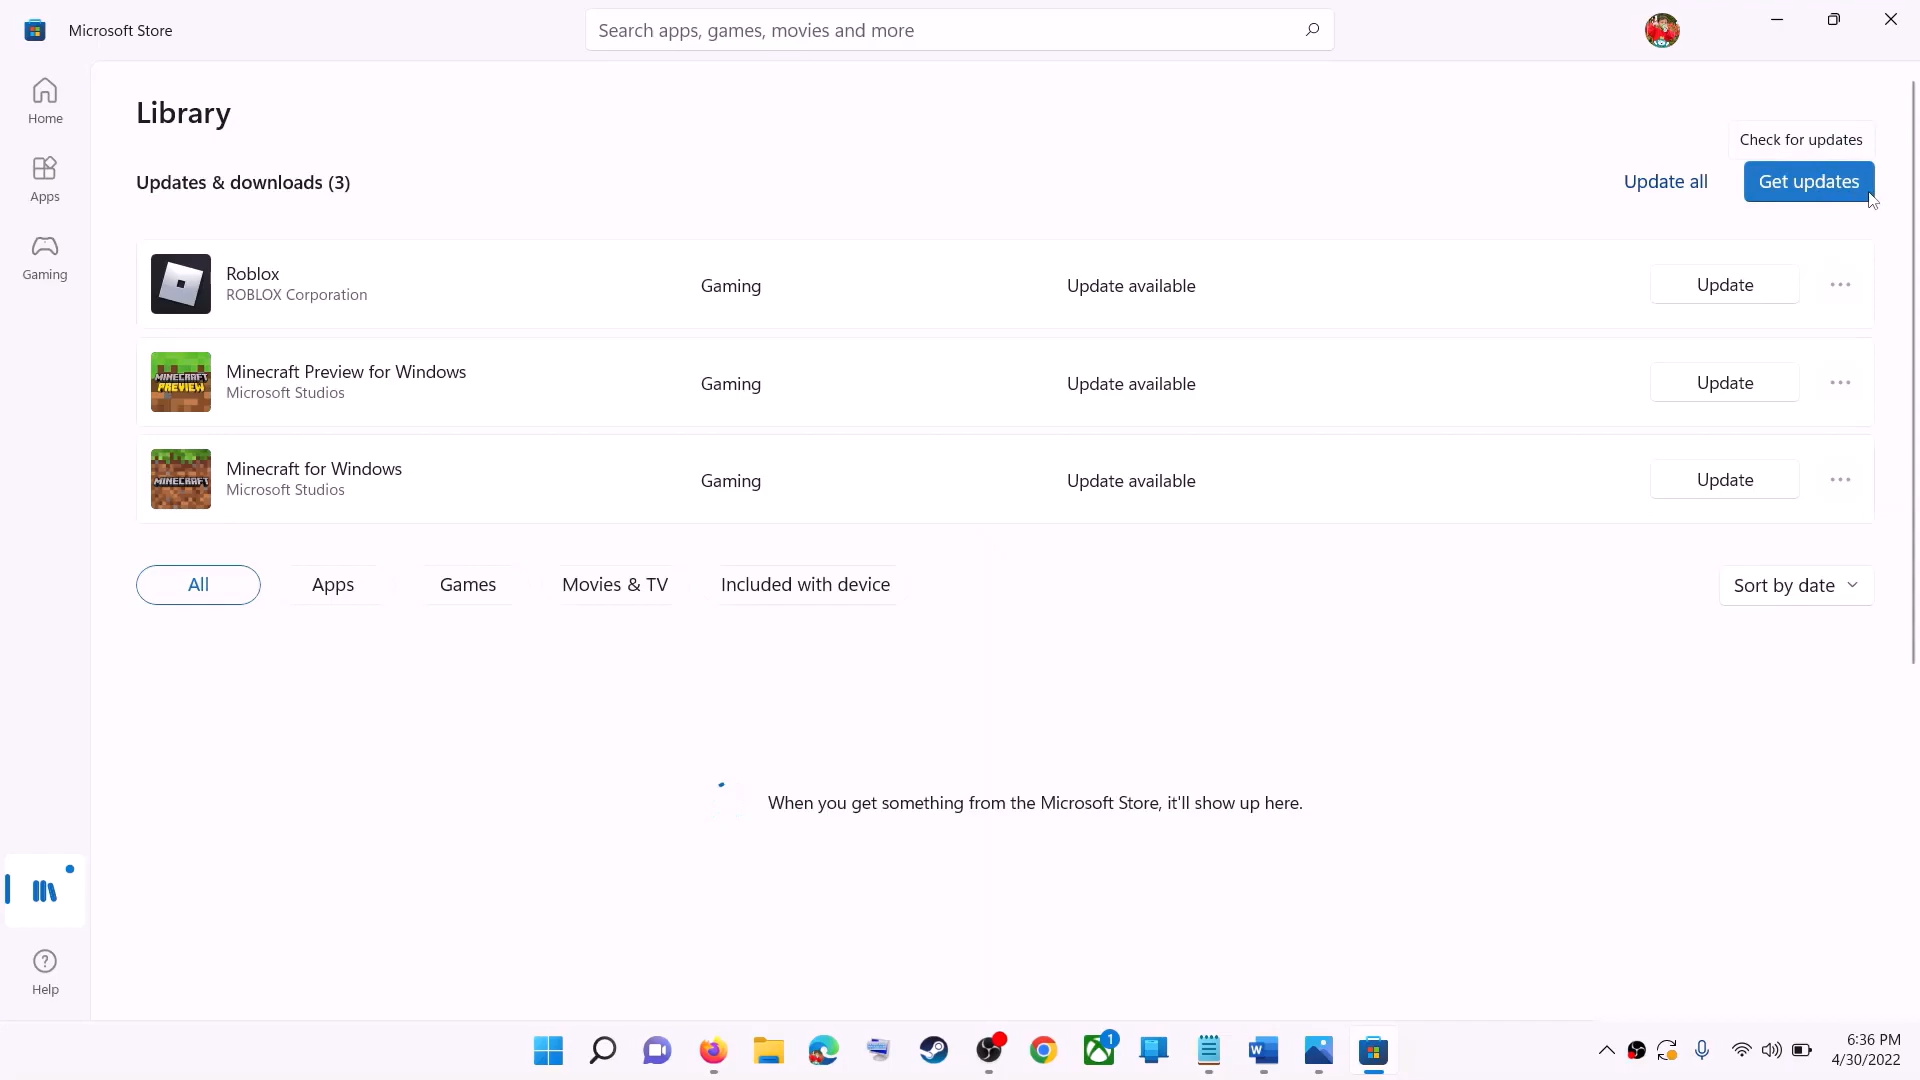 Microsoft Store
Search apps, games, movies and more
Home
Apps
Gaming
Library
Check for updates
Updates & downloads (3)
Update all
Get updates
Roblox
ROBLOX Corporation
Gaming
Update available
Update
MINECRAFT
PREVIEW
Minecraft Preview for Windows
Microsoft Studios
Gaming
Update available
Update
MINECRAFT
Minecraft for Windows
Microsoft Studios
Gaming
Update available
Update
All
Apps
Games
Movies & TV
Included with device
Sort by date
When you get something from the Microsoft Store, it'll show up here.
Help
1
W
6:36 PM
4/30/2022